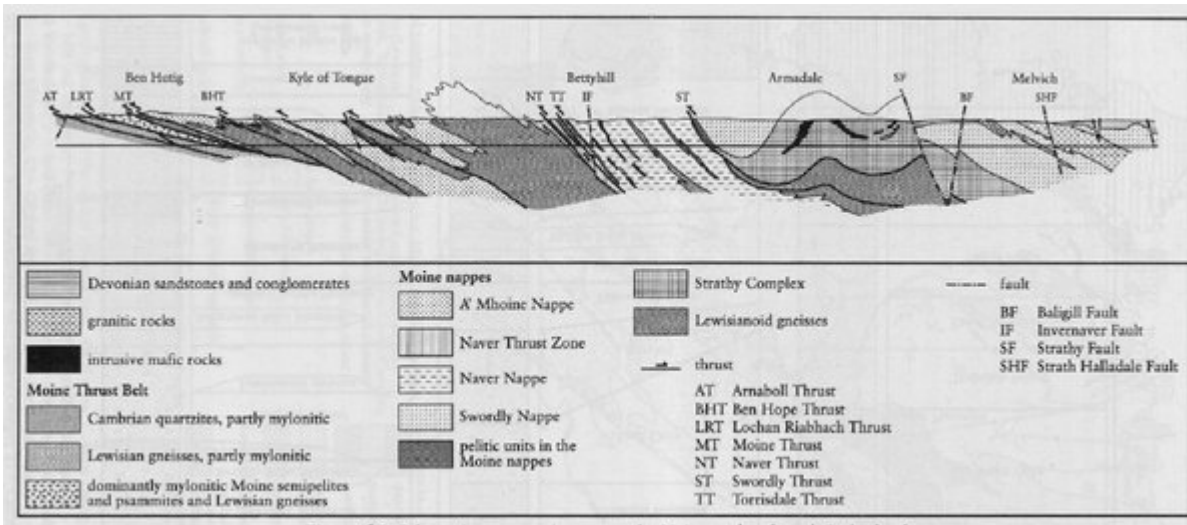 Ben Hutig Kyle of Tongue Bettyhill Armadale SF Melvich
AT LRT MT BHT NT TT IF ST BF SHF
Devonian sandstones and conglomerates
granitic rocks
intrusive mafic rocks
Moine Thrust Belt
Cambrian quartzites, partly mylonitic
Lewisian gneisses, partly mylonitic
dominantly mylonitic Moine semipelites
and psammites and Lewisian gneisses
Moine nappes
A' Mhoine Nappe
Naver Thrust Zone
Naver Nappe
Swordly Nappe
pelitic units in the
Moine nappes
Strathy Complex
Lewisianoid gneisses
thrust
AT Arnaboll Thrust
BHT Ben Hope Thrust
LRT Lochan Riabhach Thrust
MT Moine Thrust
NT Naver Thrust
ST Swordly Thrust
TT Torrisdale Thrust
fault
BF Baligill Fault
IF Invernaver Fault
SF Strathy Fault
SHF Strath Halladale Fault